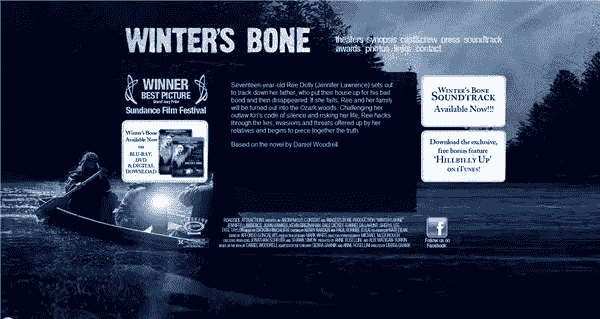 WINTER'S BONE
theaters synopsis cast&crew press soundtrack
awards photos links contact
WINNER
BEST PICTURE
Grand Jury Prize
Sundance Film Festival
Winter's Bone
Available Now
on
BLU-RAY,
DVD
& DIGITAL
DOWNLOAD
Seventeen-year-old Ree Dolly (Jennifer Lawrence) sets out
to track down her father, who put their house up for his bail
bond and then disappeared. If she fails, Ree and her family
will be turned out into the Ozark woods. Challenging her
outlaw kin's code of silence and risking her life, Ree hacks
through the lies, evasions and threats offered up by her
relatives and begins to piece together the truth.
Based on the novel by Daniel Woodrell.
Winter's Bone
Soundtrack
Available Now!!!
Download the exclusive,
free bonus feature
'Hillbilly Up'
on iTunes!
ROADSIDE ATTRACTIONS
Follow us on
Facebook